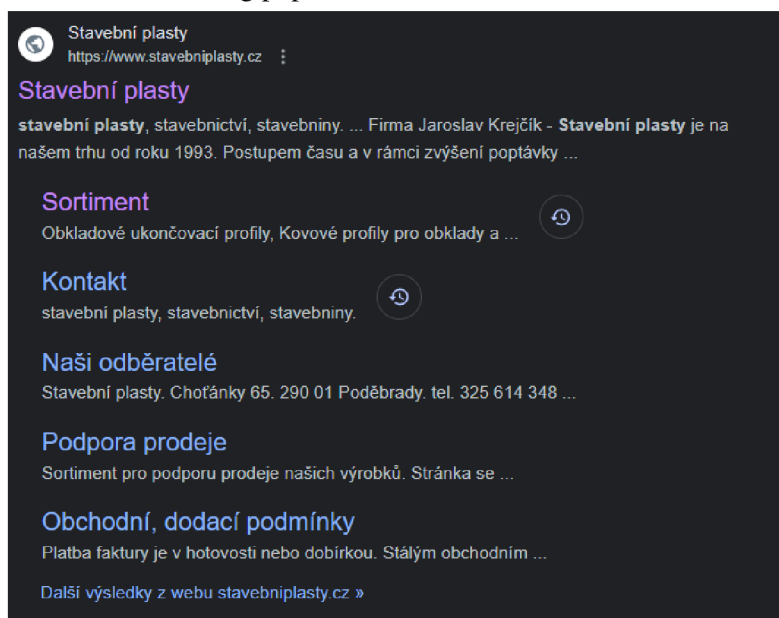 Stavební plasty
https://www.stavebniplasty.cz
Stavební plasty
stavební plasty, stavebnictví, stavebniny. ... Firma Jaroslav Krejčík - Stavební plasty je na
našem trhu od roku 1993. Postupem času a v rámci zvýšení poptávky ...
Sortiment
Obkladové ukončovací profily, Kovové profily pro obklady a ...
Kontakt
stavební plasty, stavebnictví, stavebniny.
Naši odběratelé
Stavební plasty. Choťánky 65. 290 01 Poděbrady. tel. 325 614 348 ...
Podpora prodeje
Sortiment pro podporu prodeje našich výrobků. Stránka se ...
Obchodní, dodací podmínky
Platba faktury je v hotovosti nebo dobírkou. Stálým obchodním ...
Další výsledky z webu stavebniplasty.cz »